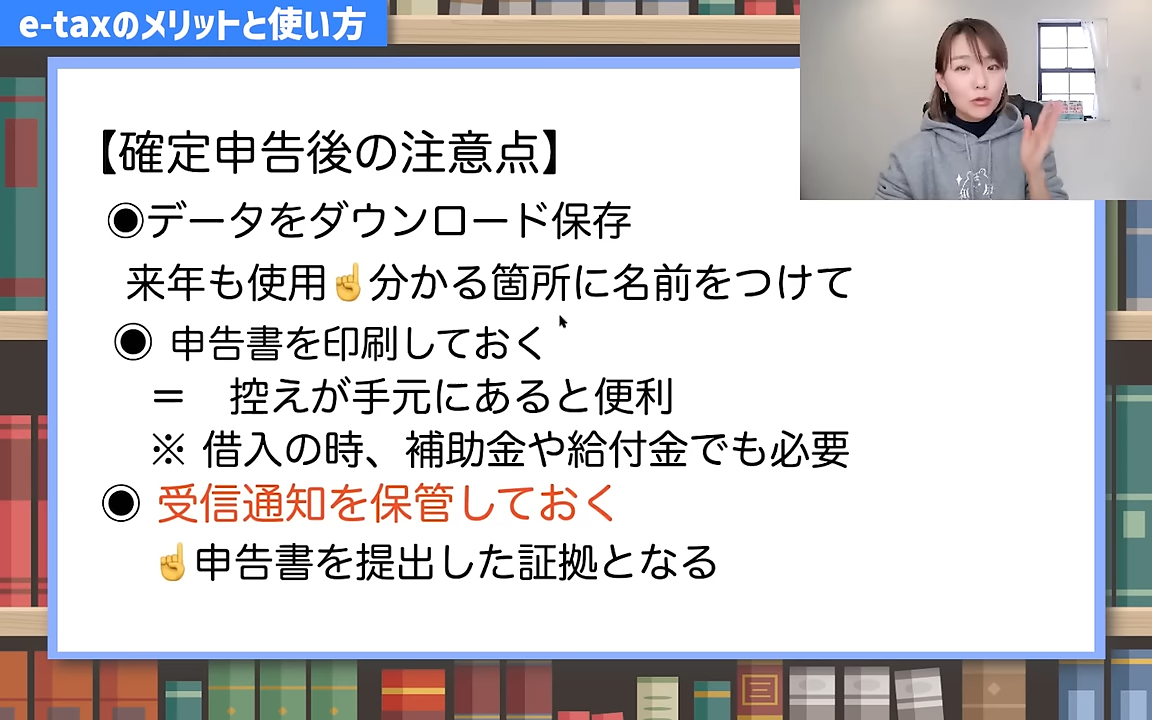 e-taxのメリットと使い方
【確定申告後の注意点】
◉データをダウンロード保存
来年も使用☝分かる箇所に名前をつけて
◉ 申告書を印刷しておく
＝　控えが手元にあると便利
※ 借入の時、補助金や給付金でも必要
◉ 受信通知を保管しておく
☝申告書を提出した証拠となる